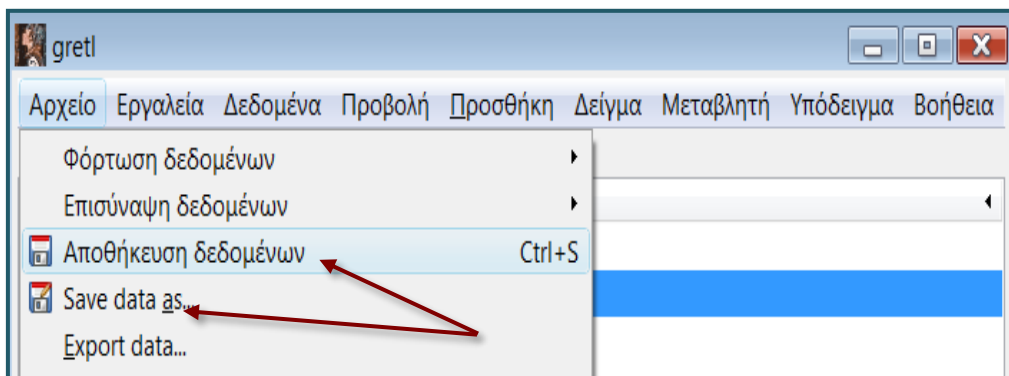 gretl
Αρχείο Εργαλεία Δεδομένα Προβολή Προσθήκη Δείγμα Μεταβλητή Υπόδειγμα Βοήθεια
Φόρτωση δεδομένων
Επισύναψη δεδομένων
Αποθήκευση δεδομένων Ctrl+S
Save data as...
Export data...